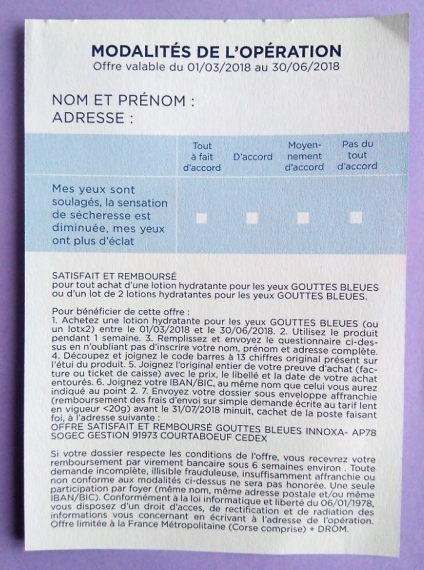 MODALITÉS DE L'OPÉRATION
Offre valable du 01/03/2018 au 30/06/2018
NOM ET PRÉNOM :
ADRESSE :
Tout à fait d'accord
D'accord
Moyen-nement d'accord
Pas du tout d'accord
Mes yeux sont
soulagés, la sensation
de sécheresse est
diminuée, mes yeux
ont plus d'éclat
SATISFAIT ET REMBOURSÉ
pour tout achat d'une lotion hydratante pour les yeux GOUTTES BLEUES
ou d'un lot de 2 lotions hydratantes pour les yeux GOUTTES BLEUES.
Pour bénéficier de cette offre :
1. Achetez une lotion hydratante pour les yeux GOUTTES BLEUES (ou
un lotx2) entre le 01/03/2018 et le 30/06/2018. 2. Utilisez le produit
pendant 1 semaine. 3. Remplissez et envoyez le questionnaire ci-des-
sus en n'oubliant pas d'inscrire votre nom, prénom et adresse complète.
4. Découpez et joignez le code barres à 13 chiffres original présent sur
l'étui du produit. 5. Joignez l'original entier de votre preuve d'achat (fac-
ture ou ticket de caisse) avec le prix, le libellé et la date de votre achat
entourés. 6. Joignez votre IBAN/BIC, au même nom que celui vous aurez
indiqué au point 2. 7. Envoyez votre dossier sous enveloppe affranchie
(remboursement des frais d'envoi sur simple demande écrite au tarif lent
en vigueur <20g) avant le 31/07/2018 minuit, cachet de la poste faisant
foi, à l'adresse suivante :
OFFRE SATISFAIT ET REMBOURSÉ GOUTTES BLEUES INNOXA- AP78
SOGEC GESTION 91973 COURTABOEUF CEDEX
Si votre dossier respecte les conditions de l'offre, vous recevrez votre
remboursement par virement bancaire sous 6 semaines environ . Toute
demande incomplète, illisible frauduleuse, insuffisamment affranchie ou
non conforme aux modalités ci-dessus ne sera pas honorée. Une seule
participation par foyer (même nom, même adresse postale et/ou même
IBAN/BIC). Conformément à la loi informatique et liberté du 06/01/1978,
vous disposez d'un droit d'acces, de rectification et de radiation des
informations vous concernant en écrivant à l'adresse de l'opération.
Offre limitée à la France Métropolitaine (Corse comprise) + DROM.